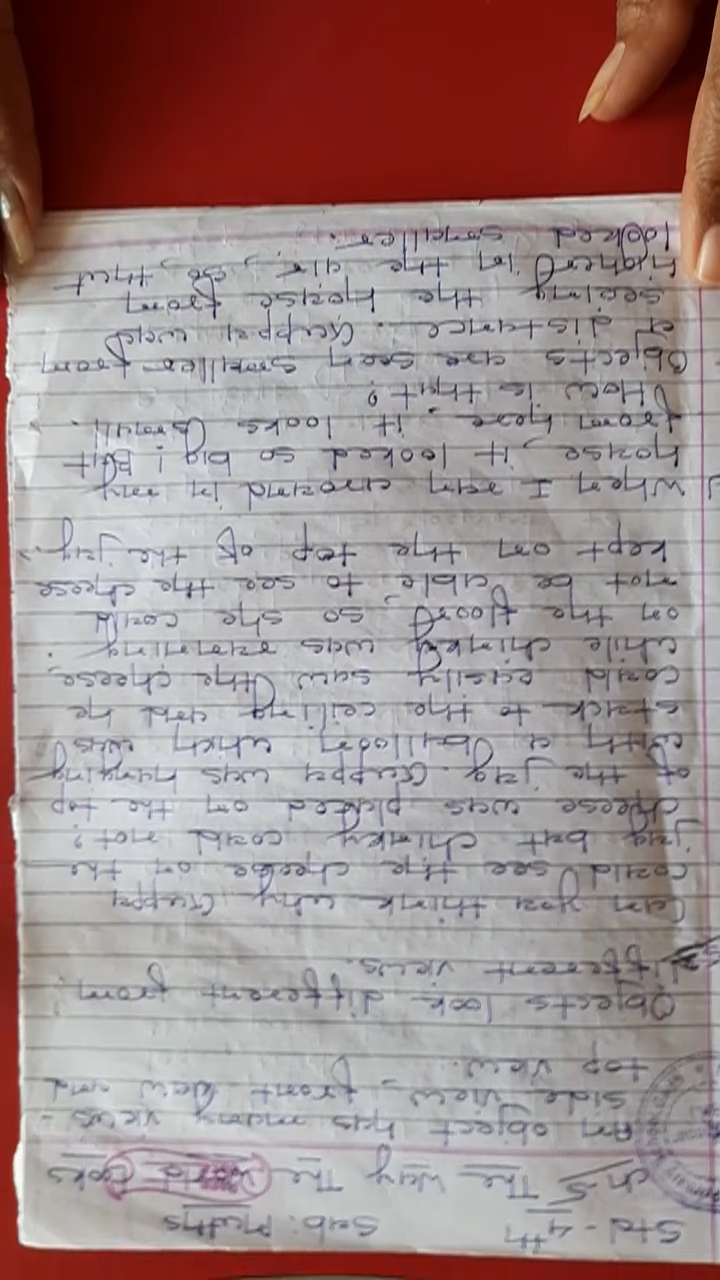 Std - 4th Sub: Maths
Ch-5 The Way The World Looks
An object has many views -
side view, front view and
top view.
Objects look different from
different views.
Can you think why Gappu
could see the cheese on the
jug but chinky could not?
cheese was placed on the top
of the jug. Gappu was hanging
with a balloon which was
stuck to the ceiling and he
could easily saw the cheese,
while chinky was running
on the floor, so she could
not be able to see the cheese
kept on the top of the jug.
When I ran around in my
house, it looked so big! But
from here, it looks small.
How is that?
Objects are seen smaller from
a distance. Gappu was
seeing the house from
higher in the air, so, that
looked smaller.